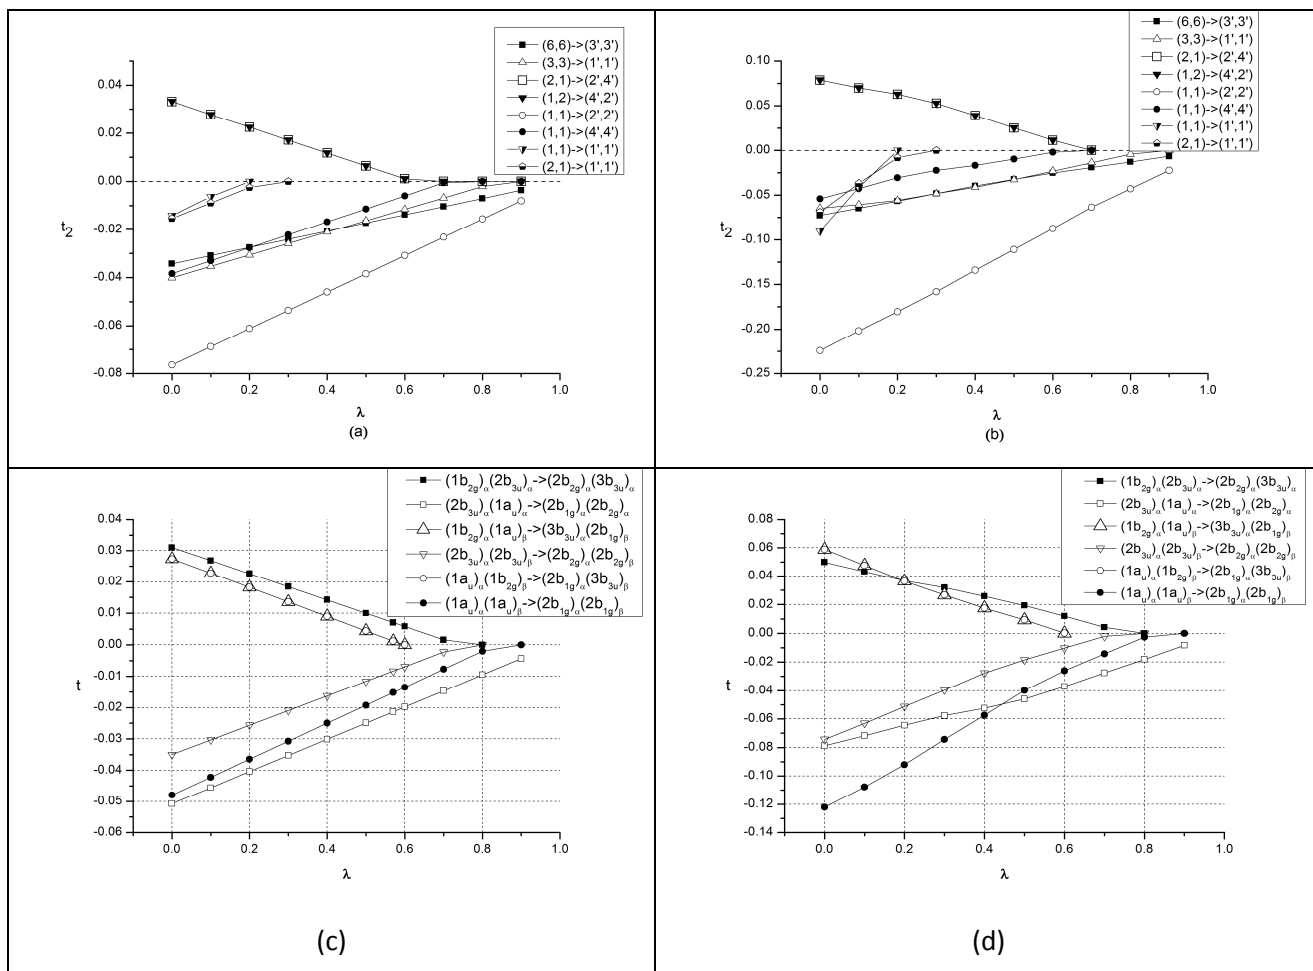 (6,6)->(3',3')
(3,3)->(1',1')
(2,1)->(2',4')
(1,2)->(4',2')
(1,1)->(2',2')
(1,1)->(4',4')
(1,1)->(1',1')
(2,1)->(1',1')
0.04
0.02
0.00
-0.02
-0.04
-0.06
-0.08
t₂
0.0 0.2 0.4 0.6 0.8 1.0
λ
(a)
(6,6)->(3',3')
(3,3)->(1',1')
(2,1)->(2',4')
(1,2)->(4',2')
(1,1)->(2',2')
(1,1)->(4',4')
(1,1)->(1',1')
(2,1)->(1',1')
0.10
0.05
0.00
-0.05
-0.10
-0.20
-0.25
t₂
0.0 0.2 0.4 0.6 0.8 1.0
λ
(b)
(1b₂g)α(2b₃u)α->(2b₂g)α(3b₃u)α
(2b₃u)α(1aᵤ)α->(2b₁g)α(2b₂g)α
(1b₂g)α(1aᵤ)β->(3b₃u)α(2b₁g)β
(2b₃u)α(2b₃u)β->(2b₂g)α(2b₂g)β
(1aᵤ)α(1b₂g)β->(2b₁g)α(3b₃u)β
(1aᵤ)α(1aᵤ)β->(2b₁g)α(2b₁g)β
0.04
0.03
0.02
0.01
0.00
-0.01
-0.02
-0.03
-0.04
-0.05
-0.06
t
0.0 0.2 0.4 0.6 0.8 1.0
λ
(c)
(1b₂g)α(2b₃u)α->(2b₂g)α(3b₃u)α
(2b₃u)α(1aᵤ)α->(2b₁g)α(2b₂g)α
(1b₂g)α(1aᵤ)β->(3b₃u)α(2b₁g)β
(2b₃u)α(2b₃u)β->(2b₂g)α(2b₂g)β
(1aᵤ)α(1b₂g)β->(2b₁g)α(3b₃u)β
(1aᵤ)α(1aᵤ)β->(2b₁g)α(2b₁g)β
0.08
0.06
0.04
0.02
0.00
-0.02
-0.04
-0.06
-0.08
-0.10
-0.12
-0.14
t
0.0 0.2 0.4 0.6 0.8 1.0
λ
(d)